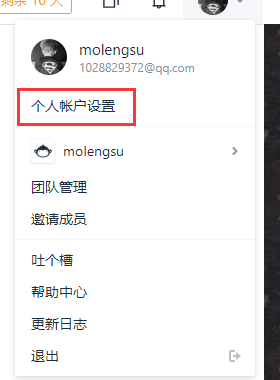 剩余 10 天
molengsu
1028829372@qq.com
个人帐户设置
molengsu
团队管理
邀请成员
吐个槽
帮助中心
更新日志
退出